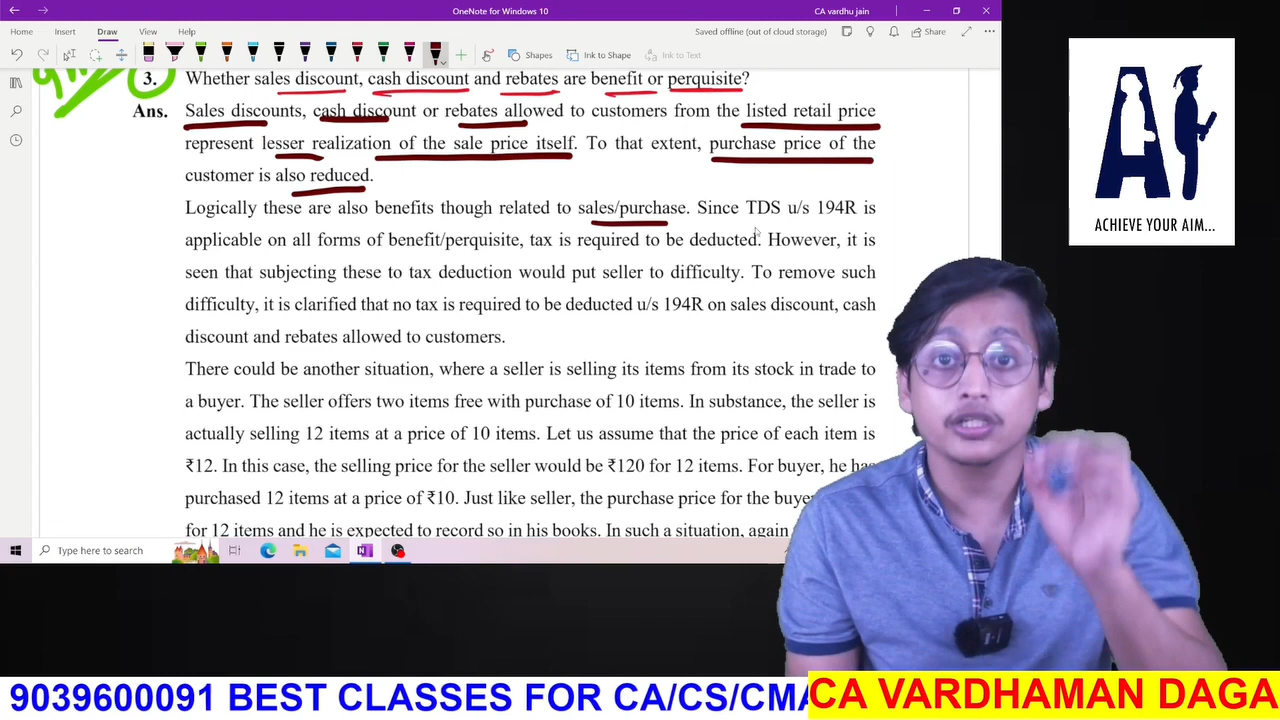 OneNote for Windows 10
CA vardhu jain
Home Insert Draw View Help
Saved offline (out of cloud storage)
Share
Shapes
Ink to Shape
Ink to Text
3. Whether sales discount, cash discount and rebates are benefit or perquisite?
Ans. Sales discounts, cash discount or rebates allowed to customers from the listed retail price
represent lesser realization of the sale price itself. To that extent, purchase price of the
customer is also reduced.
Logically these are also benefits though related to sales/purchase. Since TDS u/s 194R is
applicable on all forms of benefit/perquisite, tax is required to be deducted. However, it is
seen that subjecting these to tax deduction would put seller to difficulty. To remove such
difficulty, it is clarified that no tax is required to be deducted u/s 194R on sales discount, cash
discount and rebates allowed to customers.
There could be another situation, where a seller is selling its items from its stock in trade to
a buyer. The seller offers two items free with purchase of 10 items. In substance, the seller is
actually selling 12 items at a price of 10 items. Let us assume that the price of each item is
₹12. In this case, the selling price for the seller would be ₹120 for 12 items. For buyer, he has
purchased 12 items at a price of ₹10. Just like seller, the purchase price for the buyer
for 12 items and he is expected to record so in his books. In such a situation, again
Type here to search
ACHIEVE YOUR AIM...
9039600091 BEST CLASSES FOR CA/CS/CMA
CA VARDHAMAN DAGA